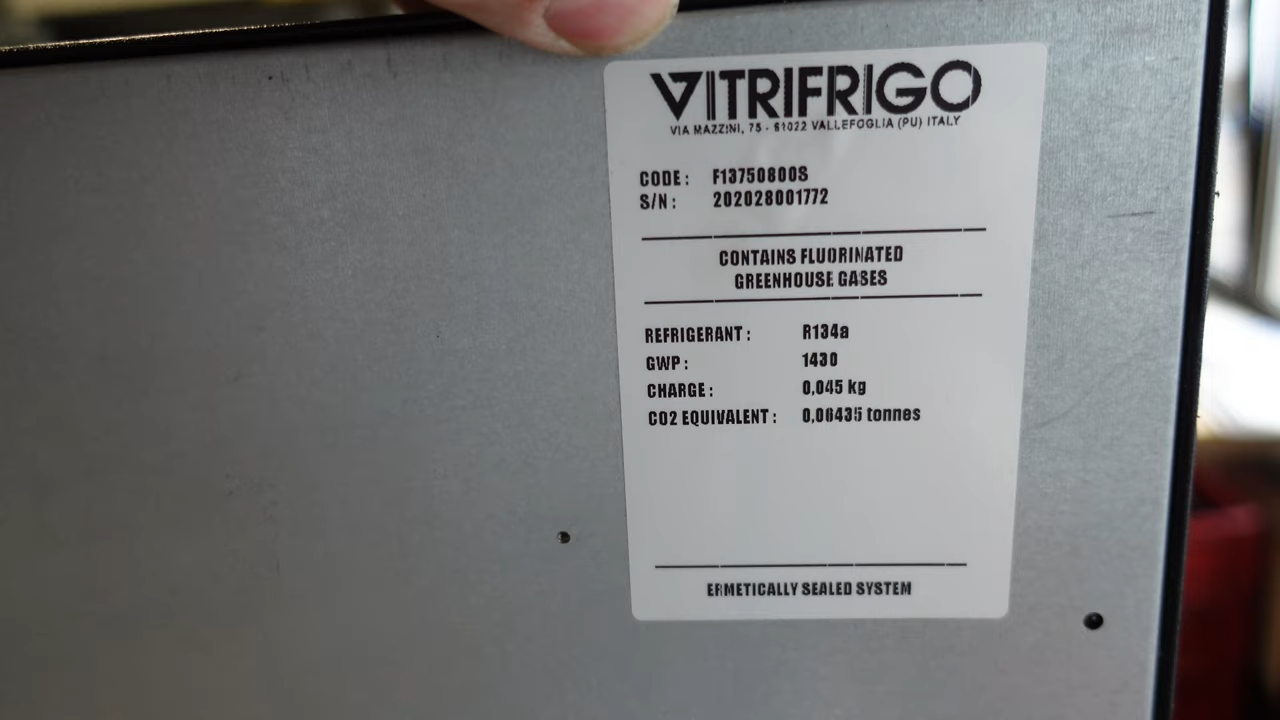 VITRIFRIGO
VIA MAZZINI, 75 - 61022 VALLEFOGLIA (PU) ITALY
CODE: F13750800S
S/N: 202028001772
CONTAINS FLUORINATED
GREENHOUSE GASES
REFRIGERANT: R134a
GWP: 1430
CHARGE: 0,045 kg
CO2 EQUIVALENT: 0,06435 tonnes
ERMETICALLY SEALED SYSTEM